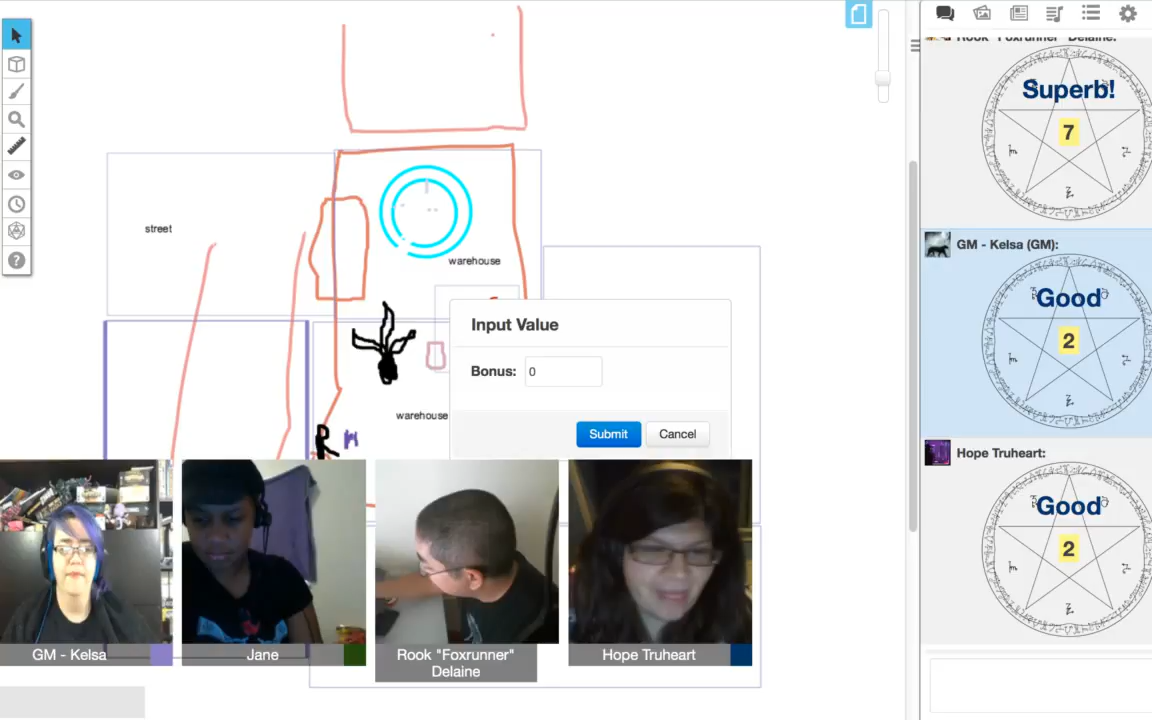 Rook "Foxrunner" Delaine:
Superb!
7
GM - Kelsa (GM):
Good
2
Hope Truheart:
Good
2
street
warehouse
warehouse
R
Input Value
Bonus: 0
Submit
Cancel
GM - Kelsa
Jane
Rook "Foxrunner"
Delaine
Hope Truheart